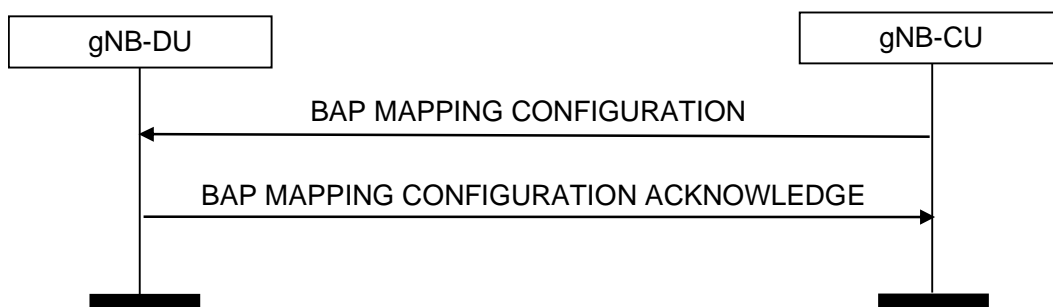 gNB-DU
gNB-CU
BAP MAPPING CONFIGURATION
BAP MAPPING CONFIGURATION ACKNOWLEDGE